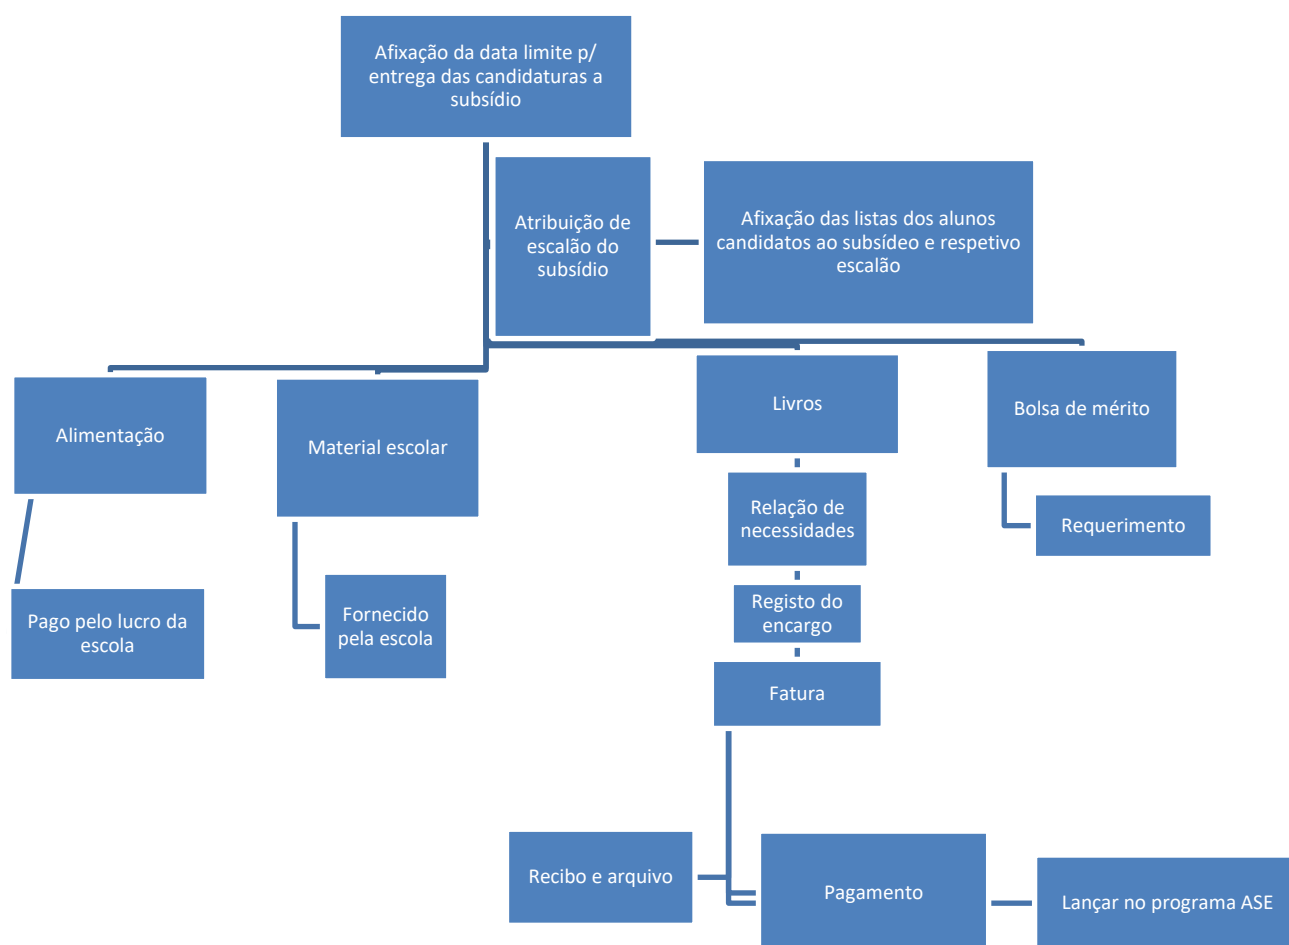 Afixação da data limite p/
entrega das candidaturas a
subsídio
Atribuição de
escalão do
subsídio
Afixação das listas dos alunos
candidatos ao subsídeo e respetivo
escalão
Alimentação
Material escolar
Livros
Bolsa de mérito
Pago pelo lucro da
escola
Fornecido
pela escola
Relação de
necessidades
Requerimento
Registo do
encargo
Fatura
Recibo e arquivo
Pagamento
Lançar no programa ASE